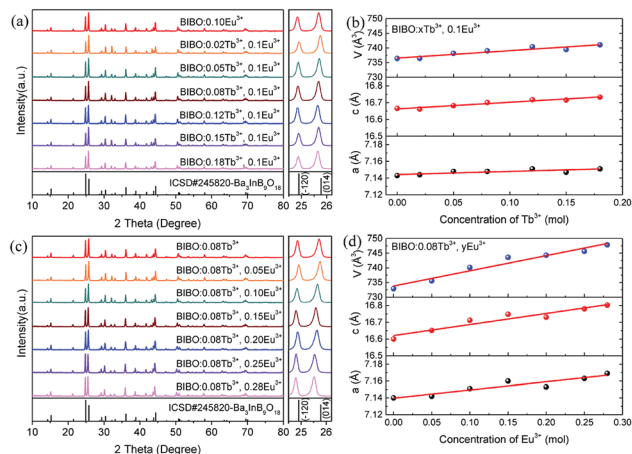 (a)
Intensity(a.u.)
BIBO:0.10Eu³⁺
BIBO:0.02Tb³⁺, 0.1Eu³⁺
BIBO:0.05Tb³⁺, 0.1Eu³⁺
BIBO:0.08Tb³⁺, 0.1Eu³⁺
BIBO:0.12Tb³⁺, 0.1Eu³⁺
BIBO:0.15Tb³⁺, 0.1Eu³⁺
BIBO:0.18Tb³⁺, 0.1Eu³⁺
ICSD#245820-Ba₃InB₉O₁₈
(-120)
(014)
10 20 30 40 50 60 70 80
25 26
2 Theta (Degree)
(b)
BIBO:xTb³⁺, 0.1Eu³⁺
V (Å³)
750
745
740
735
730
c (Å)
16.8
16.7
16.6
16.5
a (Å)
7.16
7.14
7.12
0.00 0.05 0.10 0.15 0.20
Concentration of Tb³⁺ (mol)
(c)
Intensity(a.u.)
BIBO:0.08Tb³⁺
BIBO:0.08Tb³⁺, 0.05Eu³⁺
BIBO:0.08Tb³⁺, 0.10Eu³⁺
BIBO:0.08Tb³⁺, 0.15Eu³⁺
BIBO:0.08Tb³⁺, 0.20Eu³⁺
BIBO:0.08Tb³⁺, 0.25Eu³⁺
BIBO:0.08Tb³⁺, 0.28Eu³⁺
ICSD#245820-Ba₃InB₉O₁₈
(-120)
(014)
10 20 30 40 50 60 70 80
25 26
2 Theta (Degree)
(d)
BIBO:0.08Tb³⁺, yEu³⁺
V (Å³)
750
745
740
735
730
c (Å)
16.8
16.7
16.6
16.5
a (Å)
7.16
7.14
7.12
0.00 0.05 0.10 0.15 0.20 0.25 0.30
Concentration of Eu³⁺ (mol)